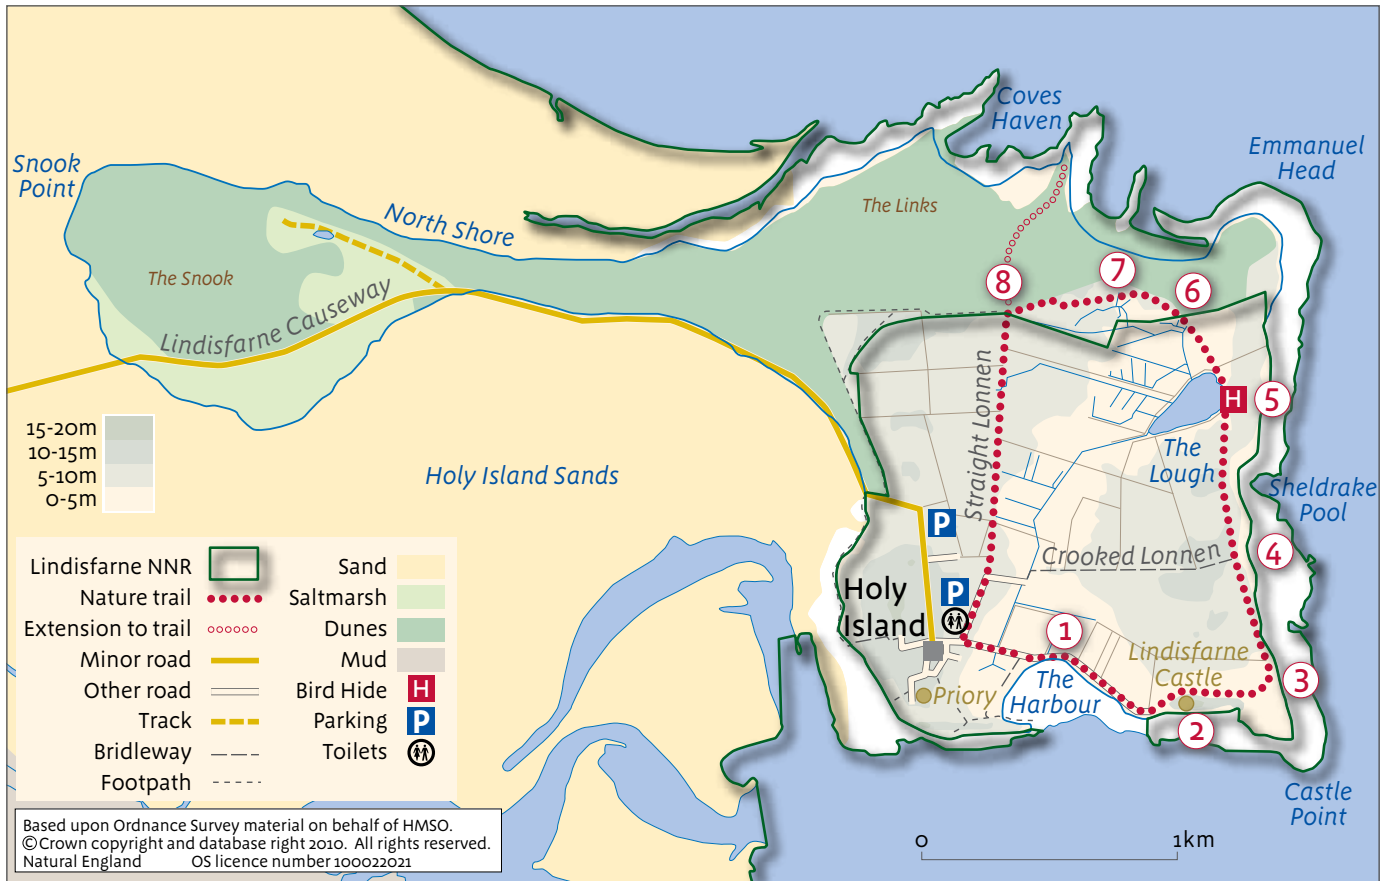 Coves
Haven
Emmanuel
Head
Snook
Point
North Shore
The Links
The Snook
Lindisfarne Causeway
8
7
6
H
5
15-20m
10-15m
5-10m
0-5m
Holy Island Sands
Straight Lonnen
The
Lough
Sheldrake
Pool
P
Crooked Lonnen
4
Holy
Island
P
1
Lindisfarne
Castle
3
The
Harbour
Priory
2
Castle
Point
Lindisfarne NNR
Nature trail
Extension to trail
Minor road
Other road
Track
Bridleway
Footpath
Sand
Saltmarsh
Dunes
Mud
Bird Hide H
Parking P
Toilets
Based upon Ordnance Survey material on behalf of HMSO.
©Crown copyright and database right 2010. All rights reserved.
Natural England OS licence number 100022021
0 1km